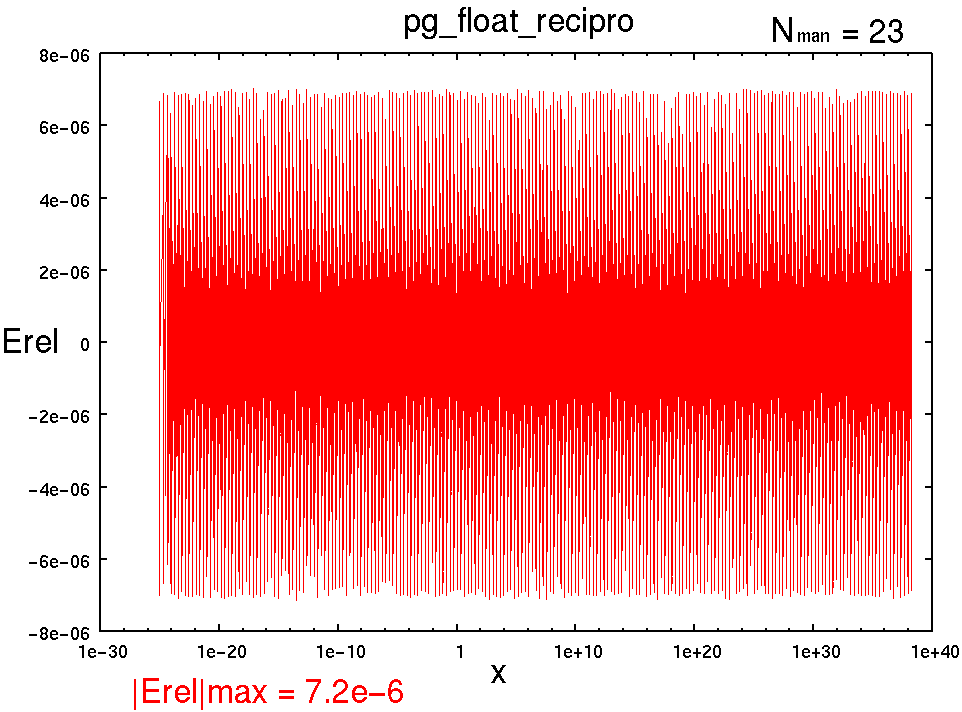 pg_float_recipro
Nman = 23
8e-06
6e-06
4e-06
2e-06
Erel 0
-2e-06
-4e-06
-6e-06
-8e-06
1e-30 1e-20 1e-10 1 1e+10 1e+20 1e+30 1e+40
x
|Erel|max = 7.2e-6